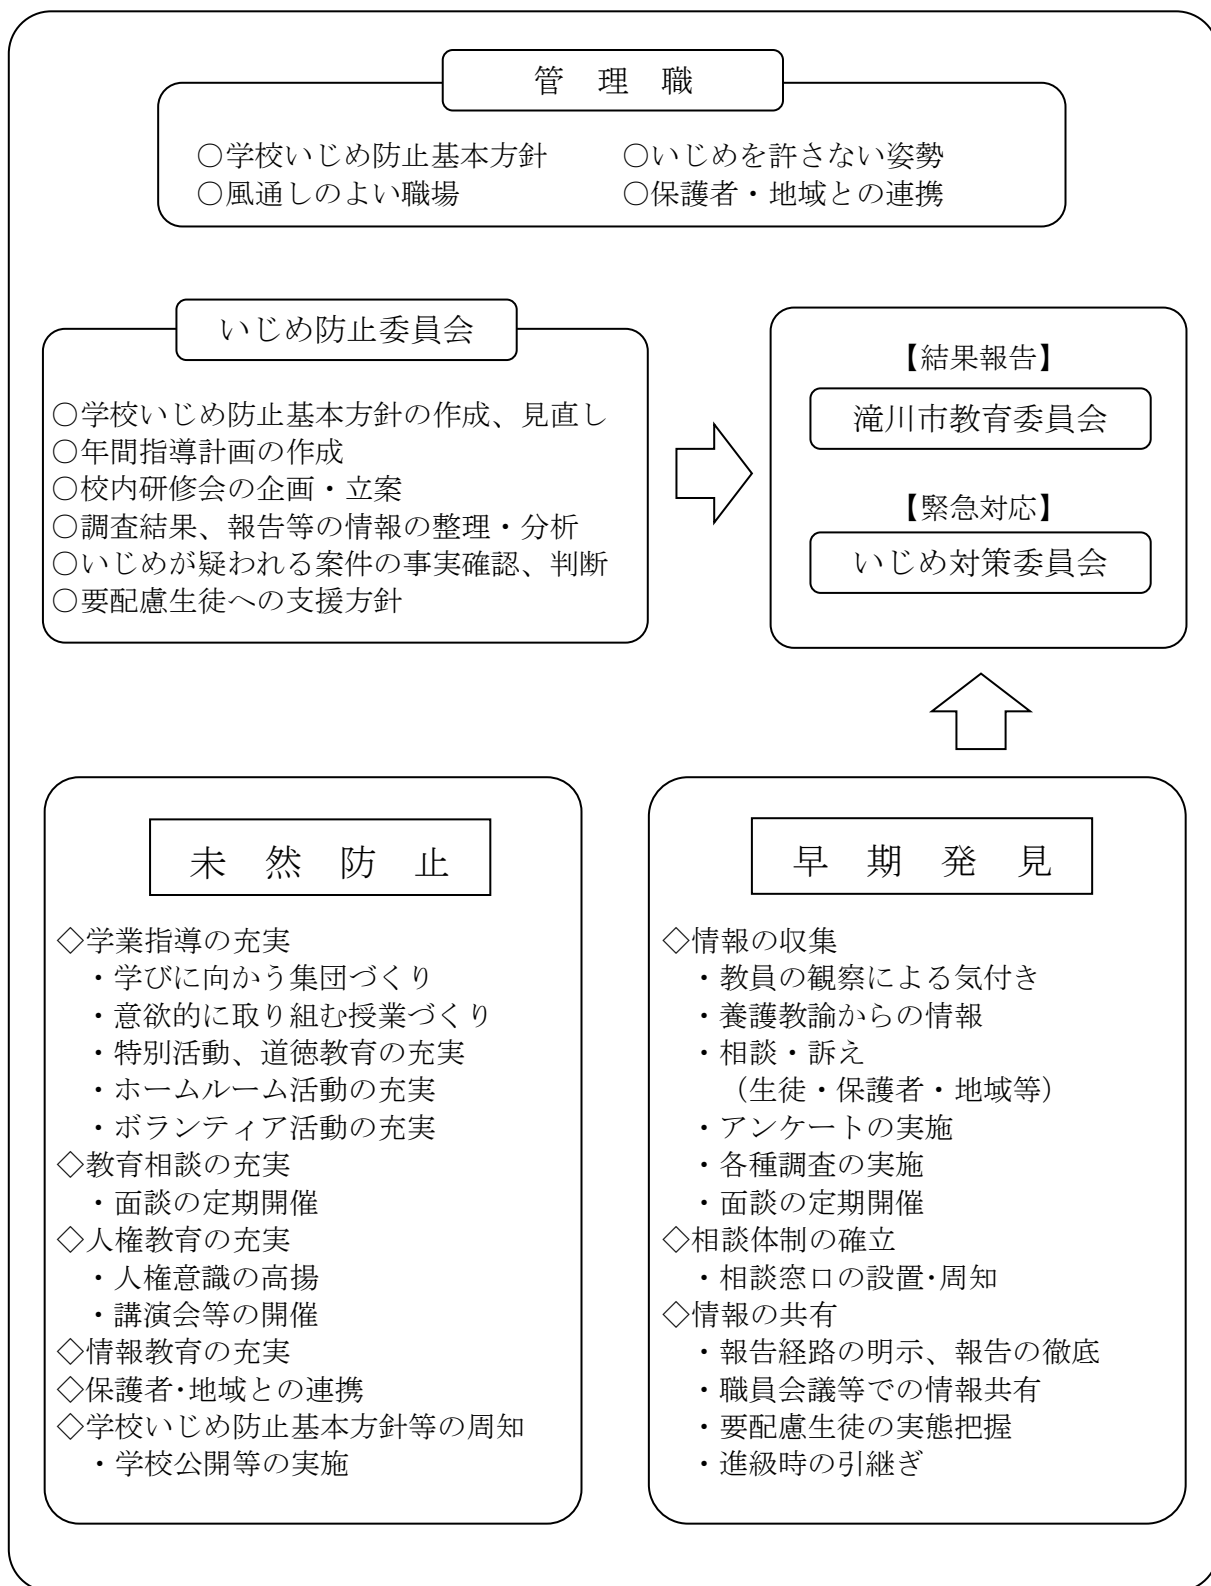 管　理　職
○学校いじめ防止基本方針　　○いじめを許さない姿勢
○風通しのよい職場　　○保護者・地域との連携
いじめ防止委員会
○学校いじめ防止基本方針の作成、見直し
○年間指導計画の作成
○校内研修会の企画・立案
○調査結果、報告等の情報の整理・分析
○いじめが疑われる案件の事実確認、判断
○要配慮生徒への支援方針
【結果報告】
滝川市教育委員会
【緊急対応】
いじめ対策委員会
未　然　防　止
◇学業指導の充実
・学びに向かう集団づくり
・意欲的に取り組む授業づくり
・特別活動、道徳教育の充実
・ホームルーム活動の充実
・ボランティア活動の充実
◇教育相談の充実
・面談の定期開催
◇人権教育の充実
・人権意識の高揚
・講演会等の開催
◇情報教育の充実
◇保護者･地域との連携
◇学校いじめ防止基本方針等の周知
・学校公開等の実施
早　期　発　見
◇情報の収集
・教員の観察による気付き
・養護教諭からの情報
・相談・訴え
（生徒・保護者・地域等）
・アンケートの実施
・各種調査の実施
・面談の定期開催
◇相談体制の確立
・相談窓口の設置･周知
◇情報の共有
・報告経路の明示、報告の徹底
・職員会議等での情報共有
・要配慮生徒の実態把握
・進級時の引継ぎ